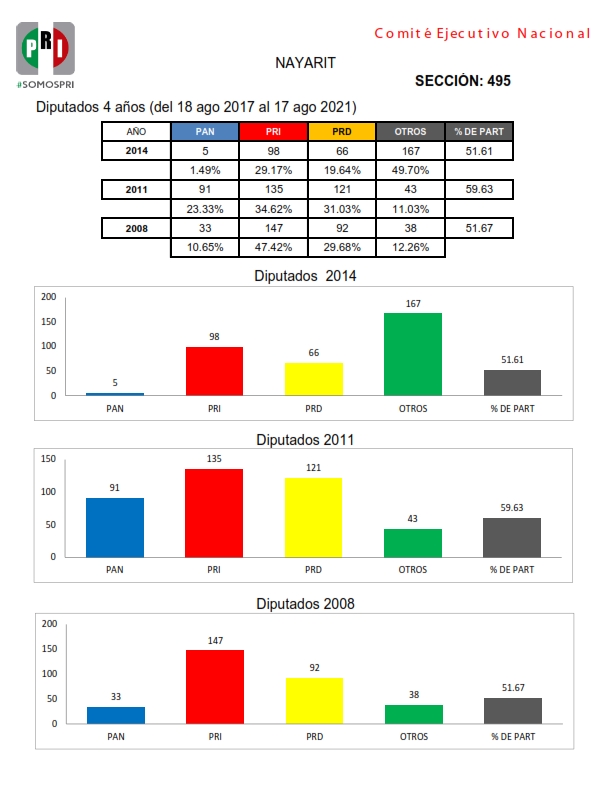 Comité Ejecutivo Nacional
PRI
#SOMOSPRI
NAYARIT
SECCIÓN: 495
Diputados 4 años (del 18 ago 2017 al 17 ago 2021)
AÑO PAN PRI PRD OTROS % DE PART
2014 5 98 66 167 51.61
1.49% 29.17% 19.64% 49.70%
2011 91 135 121 43 59.63
23.33% 34.62% 31.03% 11.03%
2008 33 147 92 38 51.67
10.65% 47.42% 29.68% 12.26%
Diputados 2014
200
150
100
50
0
5 98 66 167 51.61
PAN PRI PRD OTROS % DE PART
Diputados 2011
150
100
50
0
91 135 121 43 59.63
PAN PRI PRD OTROS % DE PART
Diputados 2008
200
150
100
50
0
33 147 92 38 51.67
PAN PRI PRD OTROS % DE PART